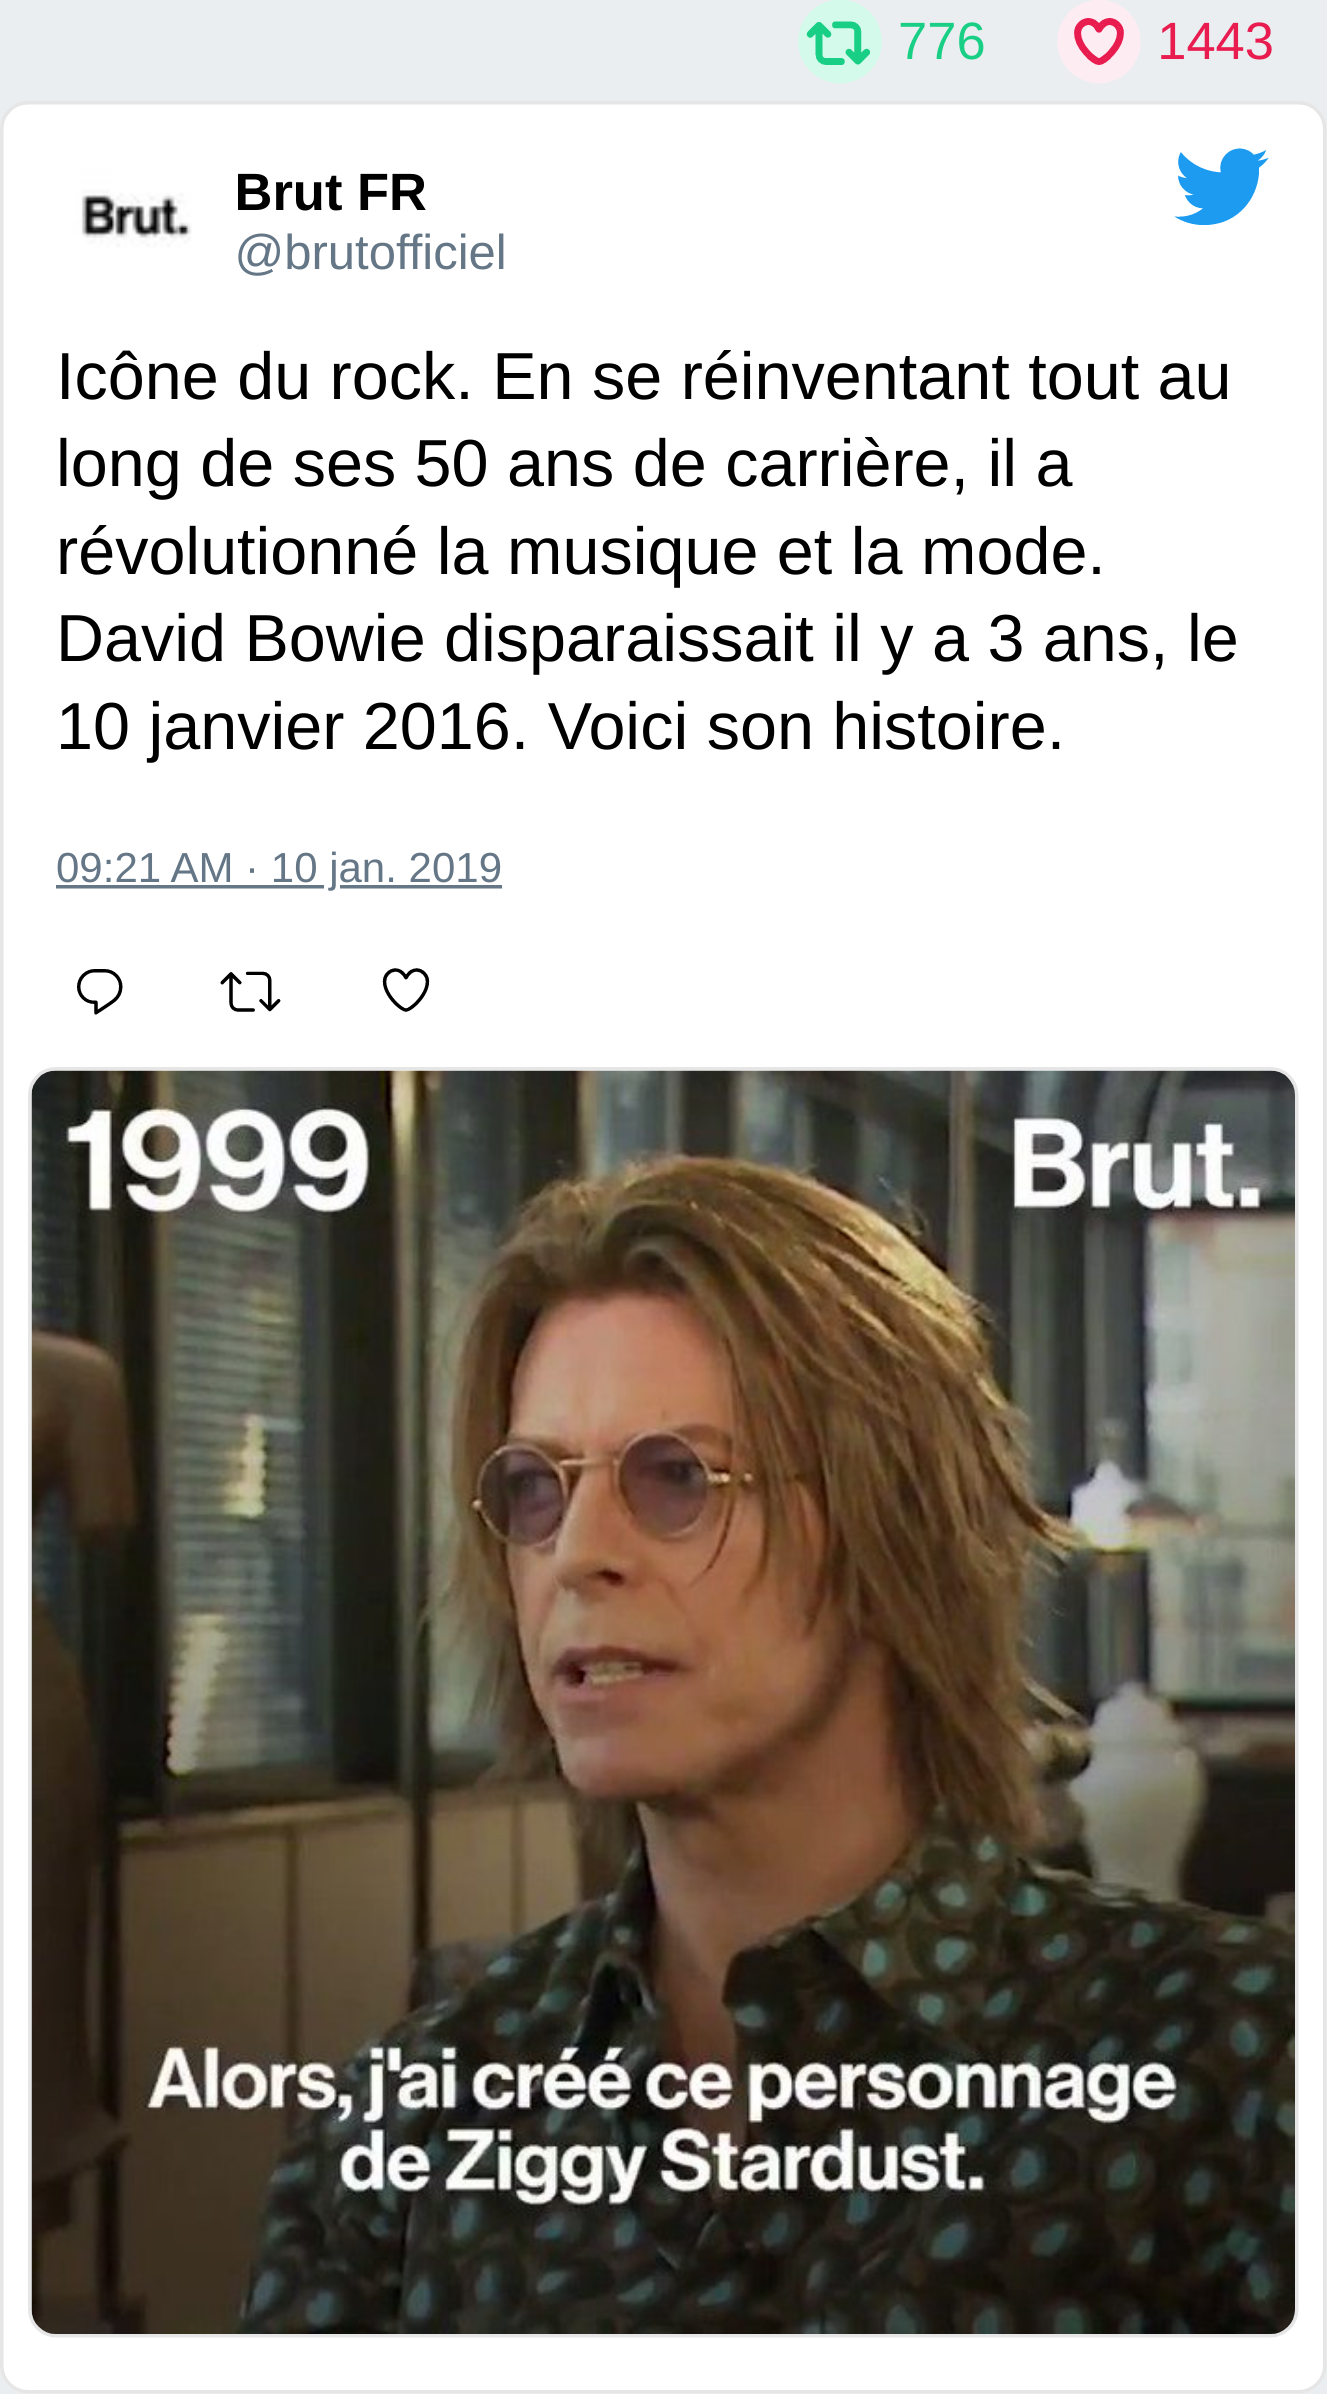 776 1443
Brut.
Brut FR
@brutofficiel
Icône du rock. En se réinventant tout au
long de ses 50 ans de carrière, il a
révolutionné la musique et la mode.
David Bowie disparaissait il y a 3 ans, le
10 janvier 2016. Voici son histoire.
09:21 AM · 10 jan. 2019
1999 Brut.
Alors, j'ai créé ce personnage
de Ziggy Stardust.